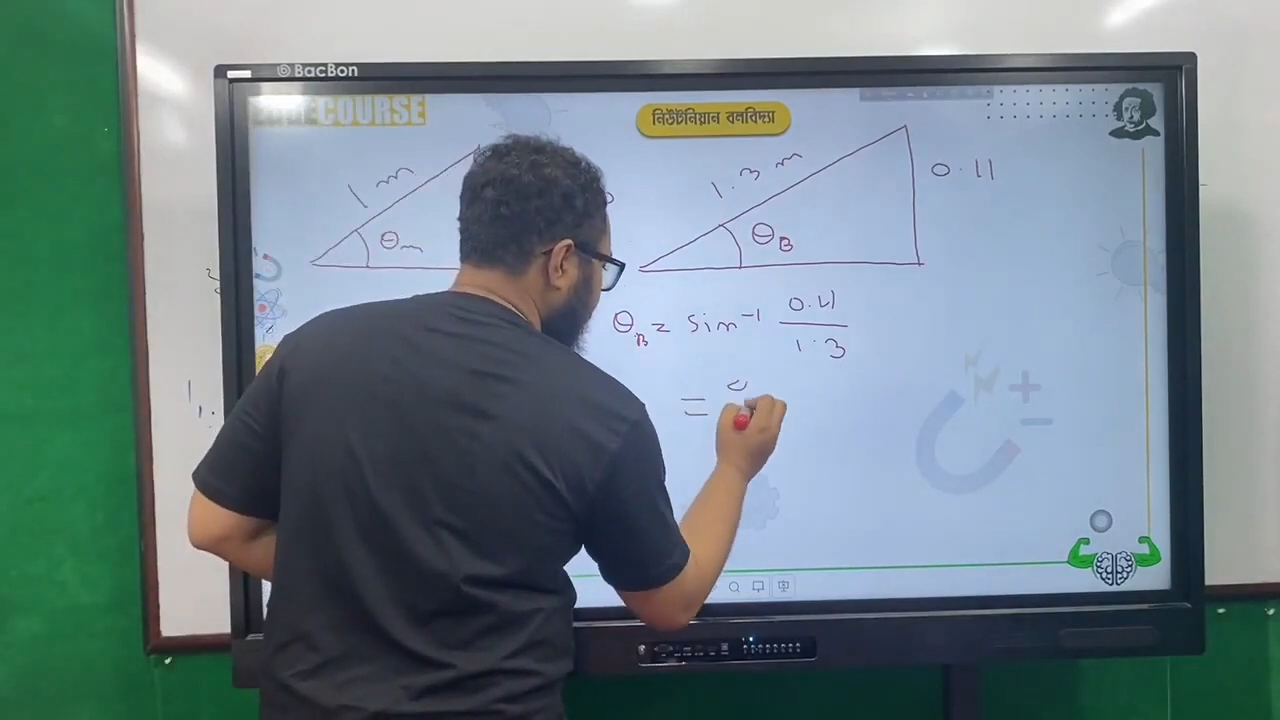 BacBon
COURSE
নিউটনিয়ান বলবিদ্যা
1 m
θm
1.3 m
θB
0.11
θB = sin⁻¹ 0.11
1.3
=